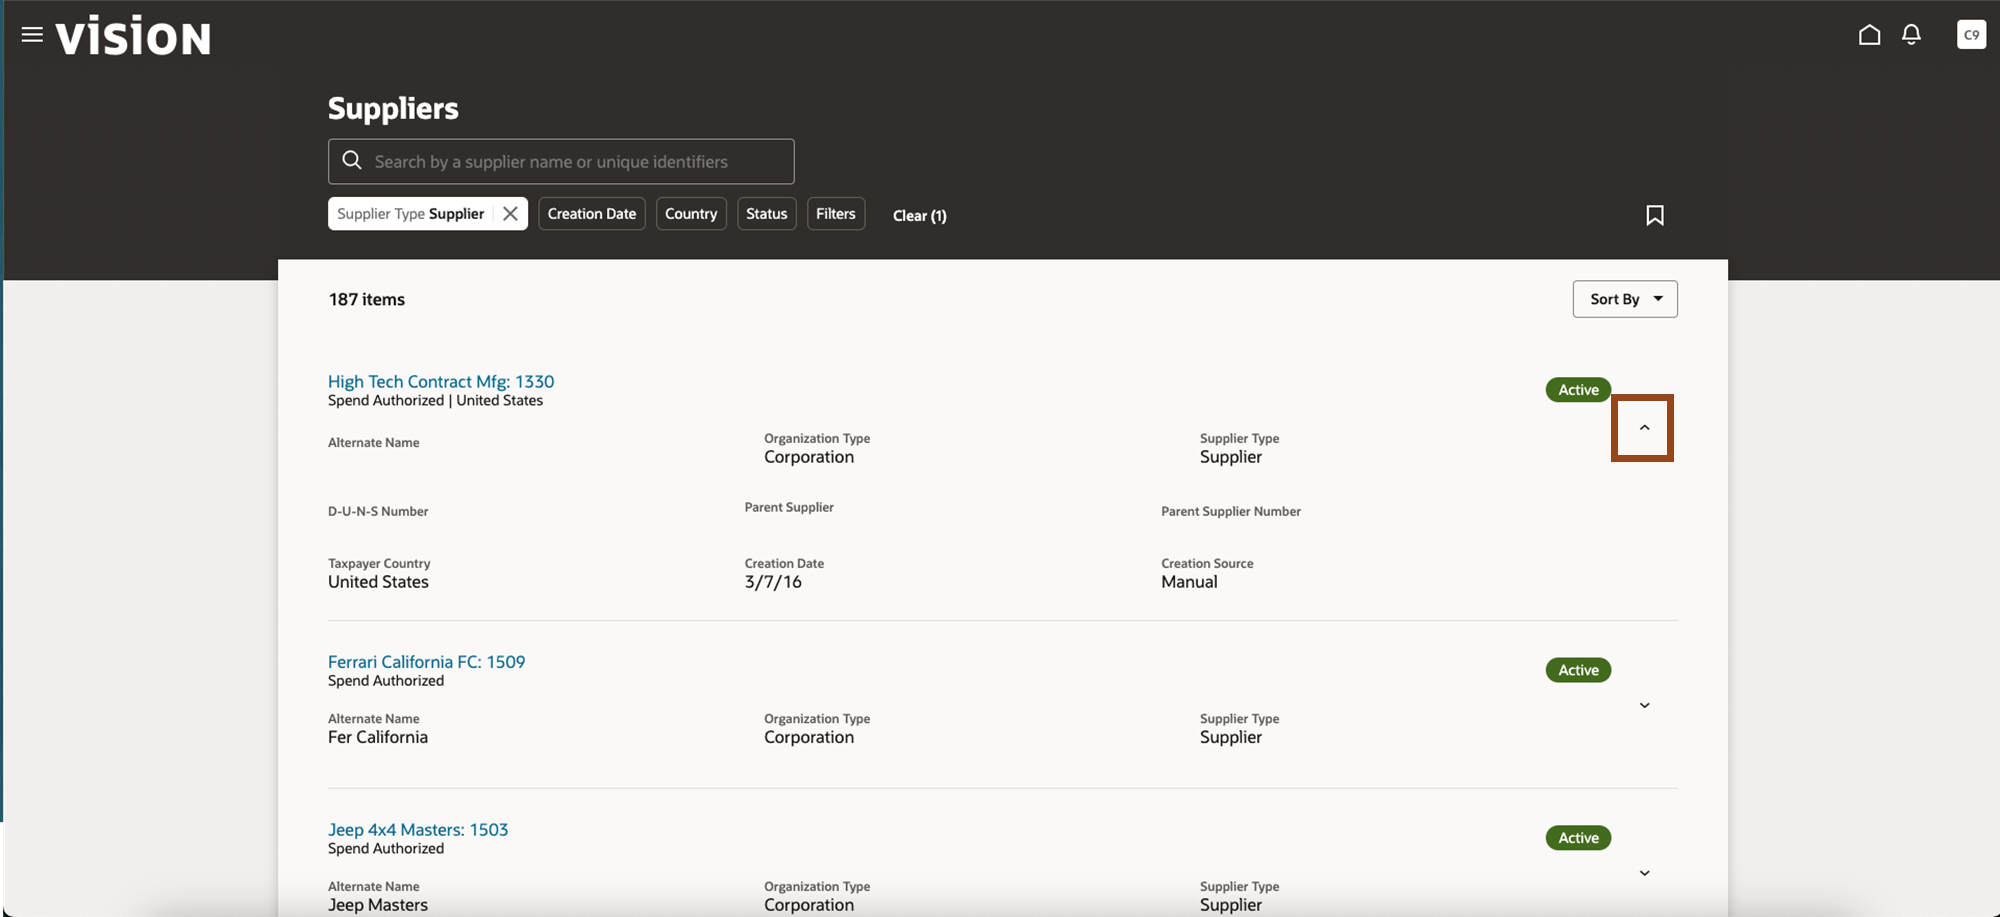 vision
C9
Suppliers
Search by a supplier name or unique identifiers
Supplier Type Supplier
Creation Date
Country
Status
Filters
Clear (1)
187 items
Sort By
High Tech Contract Mfg: 1330
Active
Spend Authorized | United States
Alternate Name
Organization Type
Supplier Type
Corporation
Supplier
D-U-N-S Number
Parent Supplier
Parent Supplier Number
Taxpayer Country
Creation Date
Creation Source
United States
3/7/16
Manual
Ferrari California FC: 1509
Active
Spend Authorized
Alternate Name
Organization Type
Supplier Type
Fer California
Corporation
Supplier
Jeep 4x4 Masters: 1503
Active
Spend Authorized
Alternate Name
Organization Type
Supplier Type
Jeep Masters
Corporation
Supplier